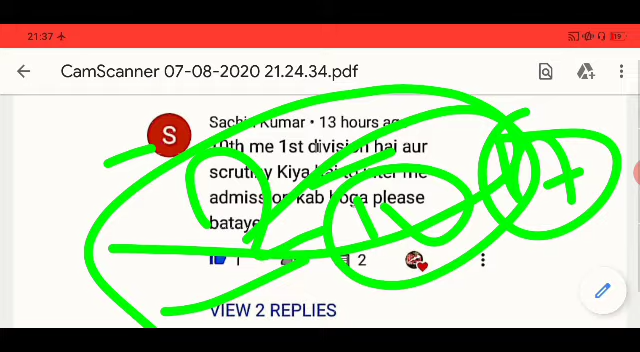 21:37
CamScanner 07-08-2020 21.24.34.pdf
S
Sachin Kumar • 13 hours ago
10th me 1st division hai aur
scrutiny Kiya hai to inter me
admission kab hoga please
bataye
1
2
VIEW 2 REPLIES